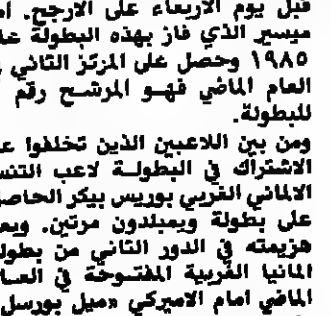 قبل يوم الاربعاء على الارجح. أما
ميسير الذي فاز بهذه البطولة عام
١٩٨٥ وحصل على المركز الثاني في
العام الماضي فهو المرشح رقم
للبطولة.
ومن بين اللاعبين الذين تخلفوا عن
الاشتراك في البطولة لاعب التنس
الالماني الغربي بوريس بيكر الحاصل
على بطولة ويمبلدون مرتين. وبعد
هزيمته في الدور الثاني من بطولة
المانيا الغربية المفتوحة في العام
الماضي امام الاميركي «ميل بورسل»